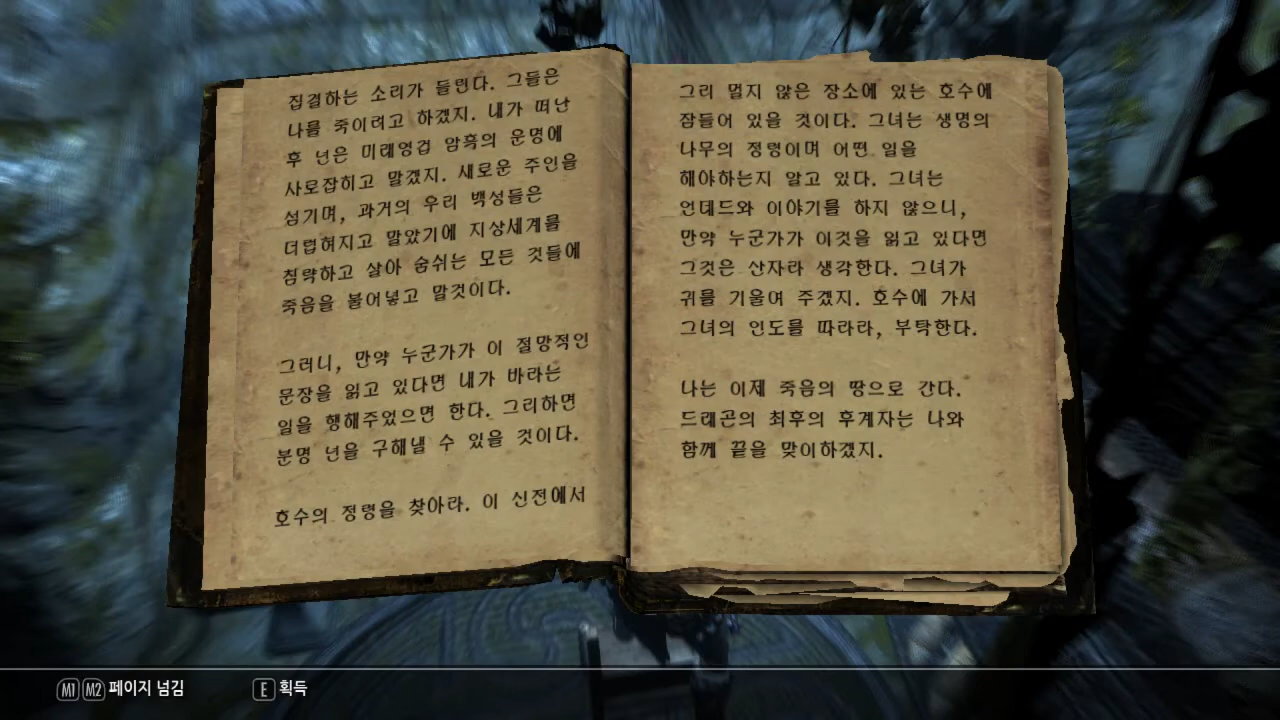 집결하는 소리가 들린다. 그들은
나를 죽이려고 하겠지. 내가 떠난
후 넌은 미래영겁 암흑의 운명에
사로잡히고 말겠지. 새로운 주인을
섬기며, 과거의 우리 백성들은
더럽혀지고 말았기에 지상세계를
침략하고 살아 숨쉬는 모든 것들에
죽음을 불어넣고 말것이다.
그러니, 만약 누군가가 이 절망적인
문장을 읽고 있다면 내가 바라는
일을 행해주었으면 한다. 그리하면
분명 넌을 구해낼 수 있을 것이다.
호수의 정령을 찾아라. 이 신전에서
그리 멀지 않은 장소에 있는 호수에
잠들어 있을 것이다. 그녀는 생명의
나무의 정령이며 어떤 일을
해야하는지 알고 있다. 그녀는
언데드와 이야기를 하지 않으니,
만약 누군가가 이것을 읽고 있다면
그것은 산자라 생각한다. 그녀가
귀를 기울여 주겠지. 호수에 가서
그녀의 인도를 따라라, 부탁한다.
나는 이제 죽음의 땅으로 간다.
드래곤의 최후의 후계자는 나와
함께 끝을 맞이하겠지.
M1 M2 페이지 넘김
E 획득